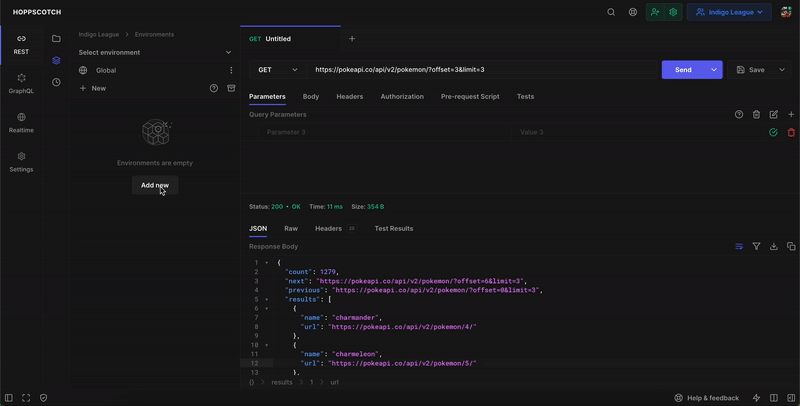 HOPPSCOTCH
Indigo League
REST
GraphQL
Realtime
Settings
Indigo League > Environments
Select environment
Global
New
Environments are empty
Add new
GET Untitled
GET
https://pokeapi.co/api/v2/pokemon/?offset=3&limit=3
Send
Save
Parameters Body Headers Authorization Pre-request Script Tests
Query Parameters
Parameter 3 Value 3
Status: 200 • OK Time: 11 ms Size: 354 B
JSON Raw Headers Test Results
Response Body
1 {
2 "count": 1279,
3 "next": "https://pokeapi.co/api/v2/pokemon/?offset=6&limit=3",
4 "previous": "https://pokeapi.co/api/v2/pokemon/?offset=0&limit=3",
5 "results": [
6 {
7 "name": "charmander",
8 "url": "https://pokeapi.co/api/v2/pokemon/4/"
9 },
10 {
11 "name": "charmeleon",
12 "url": "https://pokeapi.co/api/v2/pokemon/5/"
13 },
{} > results > 1 > url
Help & feedback